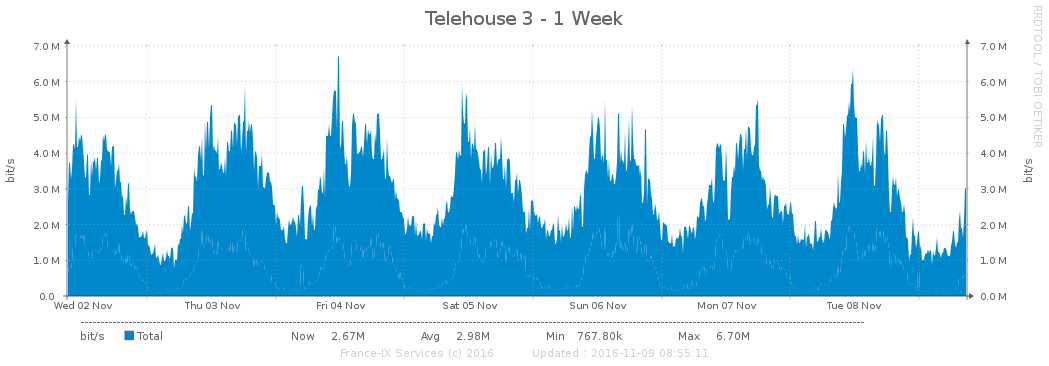 Telehouse 3 - 1 Week
RRDTOOL / TOBI OETIKER
bit/s
bit/s
7.0 M 7.0 M
6.0 M 6.0 M
5.0 M 5.0 M
4.0 M 4.0 M
3.0 M 3.0 M
2.0 M 2.0 M
1.0 M 1.0 M
0.0 0.0 M
Wed 02 Nov Thu 03 Nov Fri 04 Nov Sat 05 Nov Sun 06 Nov Mon 07 Nov Tue 08 Nov
bit/s Total Now 2.67M Avg 2.98M Min 767.80k Max 6.70M
France-IX Services (c) 2016 Updated : 2016-11-09 08:55:11